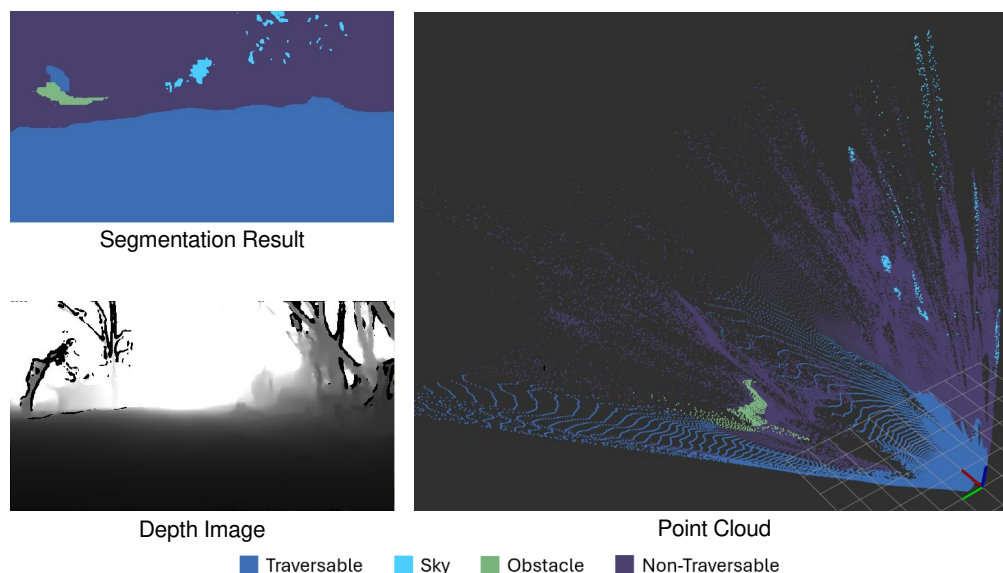 Segmentation Result
Depth Image
Point Cloud
Traversable Sky Obstacle Non-Traversable